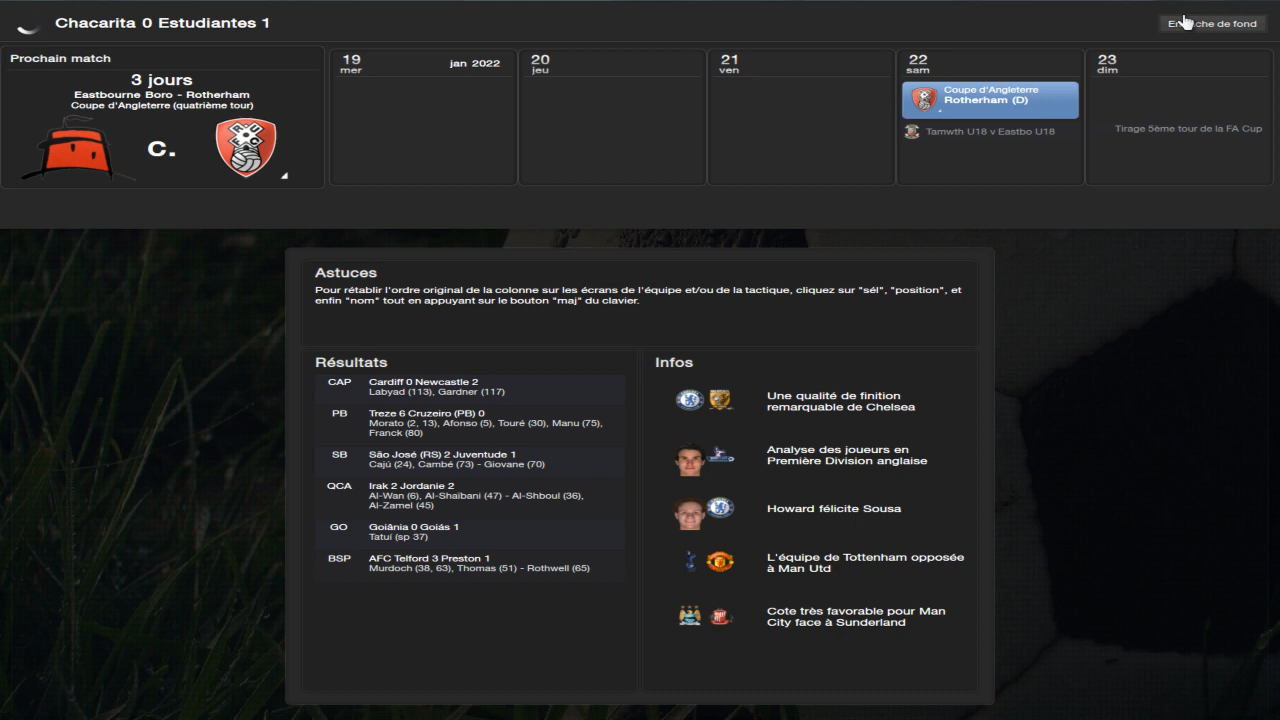 Chacarita 0 Estudiantes 1
che de fond
Prochain match
3 jours
Eastbourne Boro - Rotherham
Coupe d'Angleterre (quatrième tour)
c.
19
mer
jan 2022
20
jeu
21
ven
22
sam
Coupe d'Angleterre
Rotherham (D)
Tamwth U18 v Eastbo U18
23
dim
Tirage 5ème tour de la FA Cup
Astuces
Pour rétablir l'ordre original de la colonne sur les écrans de l'équipe et/ou de la tactique, cliquez sur "sél", "position", et
enfin "nom" tout en appuyant sur le bouton "maj" du clavier.
Résultats
CAP Cardiff 0 Newcastle 2
Labyad (113), Gardner (117)
PB Treze 6 Cruzeiro (PB) 0
Morato (2, 13), Afonso (5), Touré (30), Manu (75),
Franck (80)
SB São José (RS) 2 Juventude 1
Cajú (24), Cambé (73) - Giovane (70)
QCA Irak 2 Jordanie 2
Al-Wan (6), Al-Shaibani (47) - Al-Shboul (36),
Al-Zamel (45)
GO Goiânia 0 Goiás 1
Tatuí (sp 37)
BSP AFC Telford 3 Preston 1
Murdoch (38, 63), Thomas (51) - Rothwell (65)
Infos
Une qualité de finition
remarquable de Chelsea
Analyse des joueurs en
Première Division anglaise
Howard félicite Sousa
L'équipe de Tottenham opposée
à Man Utd
Cote très favorable pour Man
City face à Sunderland